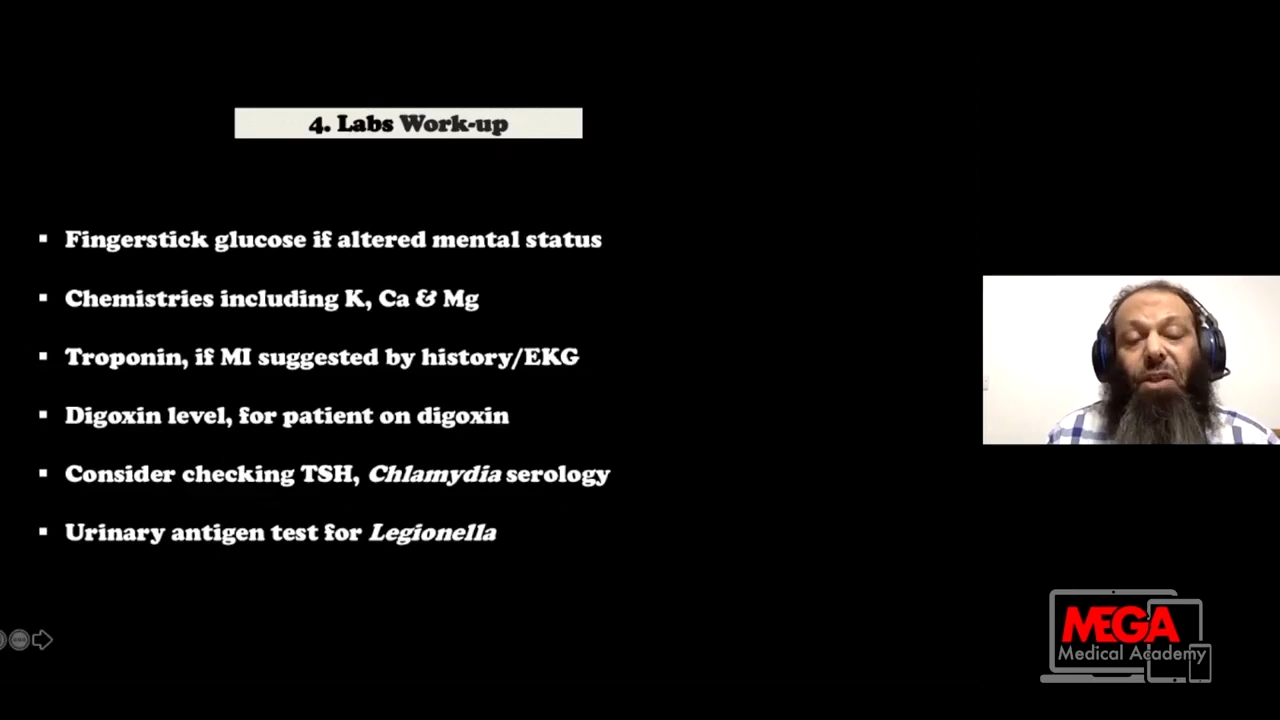 4. Labs Work-up
▪ Fingerstick glucose if altered mental status
▪ Chemistries including K, Ca & Mg
▪ Troponin, if MI suggested by history/EKG
▪ Digoxin level, for patient on digoxin
▪ Consider checking TSH, Chlamydia serology
▪ Urinary antigen test for Legionella
MEGA
Medical Academy